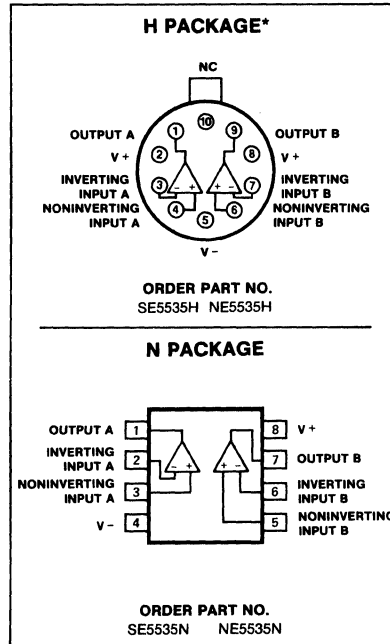 H PACKAGE*
NC
OUTPUT A 1 10 9 OUTPUT B
V+ 2 8 V+
INVERTING INPUT A 3 - + + - 7 INVERTING INPUT B
NONINVERTING INPUT A 4 5 6 NONINVERTING INPUT B
V-
ORDER PART NO.
SE5535H NE5535H
N PACKAGE
OUTPUT A 1 8 V+
INVERTING INPUT A 2 - + + - 7 OUTPUT B
NONINVERTING INPUT A 3 6 INVERTING INPUT B
V- 4 5 NONINVERTING INPUT B
ORDER PART NO.
SE5535N NE5535N